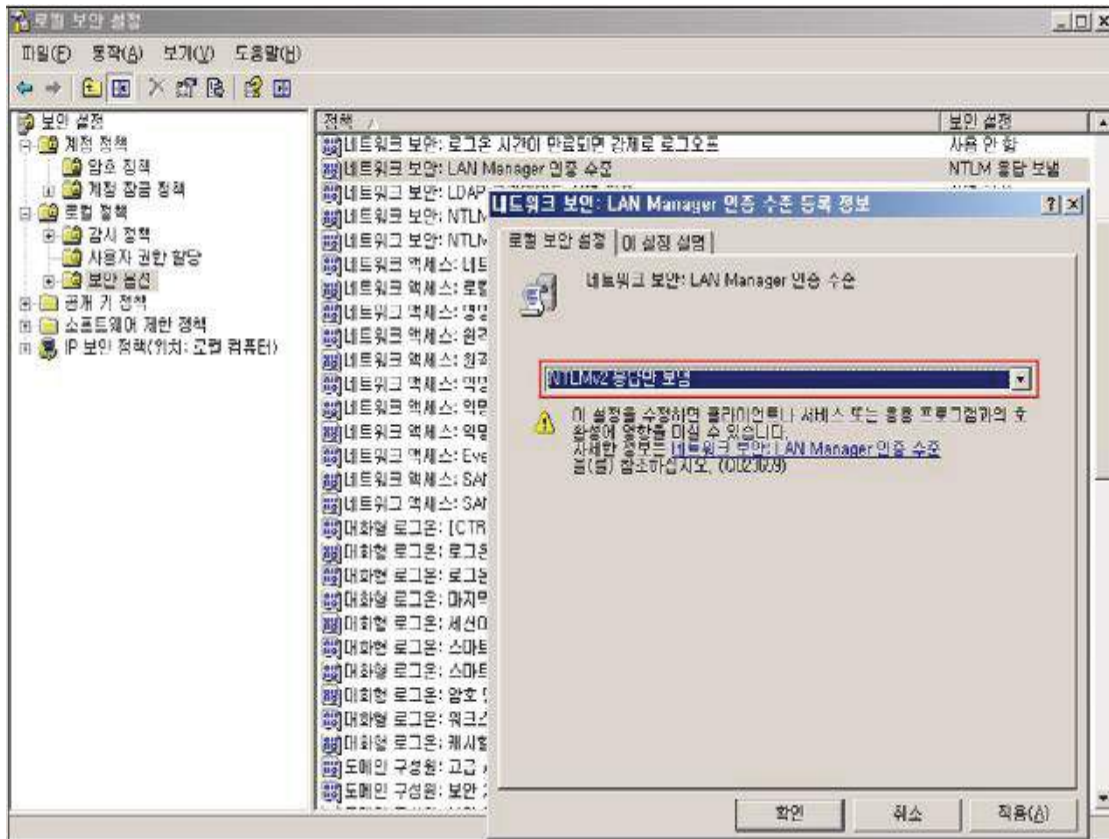 로컬 보안 설정
파일(F) 동작(A) 보기(V) 도움말(H)
보안 설정
계정 정책
암호 정책
계정 잠금 정책
로컬 정책
감사 정책
사용자 권한 할당
보안 옵션
공개 키 정책
소프트웨어 제한 정책
IP 보안 정책(위치: 로컬 컴퓨터)
정책 보안 설정
네트워크 보안: 로그온 시간이 만료되면 강제로 로그오프 사용 안 함
네트워크 보안: LAN Manager 인증 수준 NTLM 응답 보냄
네트워크 보안: LDAP
네트워크 보안: NTLM
네트워크 보안: NTLM
네트워크 액세스: 네트
네트워크 액세스: 로컬
네트워크 액세스: 명명
네트워크 액세스: 원격
네트워크 액세스: 원격
네트워크 액세스: 익명
네트워크 액세스: 익명
네트워크 액세스: 익명
네트워크 액세스: Eve
네트워크 액세스: SAM
네트워크 액세스: SAM
대화형 로그온: [CTR
대화형 로그온: 로그온
대화형 로그온: 로그온
대화형 로그온: 마지막
대화형 로그온: 세션
대화형 로그온: 스마트
대화형 로그온: 스마트
대화형 로그온: 암호
대화형 로그온: 워크스
대화형 로그온: 캐시할
도메인 구성원: 고급
도메인 구성원: 보안
네트워크 보안: LAN Manager 인증 수준 등록 정보
로컬 보안 설정 이 설정 설명
네트워크 보안: LAN Manager 인증 수준
NTLMv2 응답만 보냄
이 설정을 수정하면 클라이언트나 서비스 또는 응용 프로그램과의 호
환성에 영향을 미칠 수 있습니다.
자세한 정보는 네트워크 보안: LAN Manager 인증 수준
을(를) 참조하십시오.
확인 취소 적용(A)